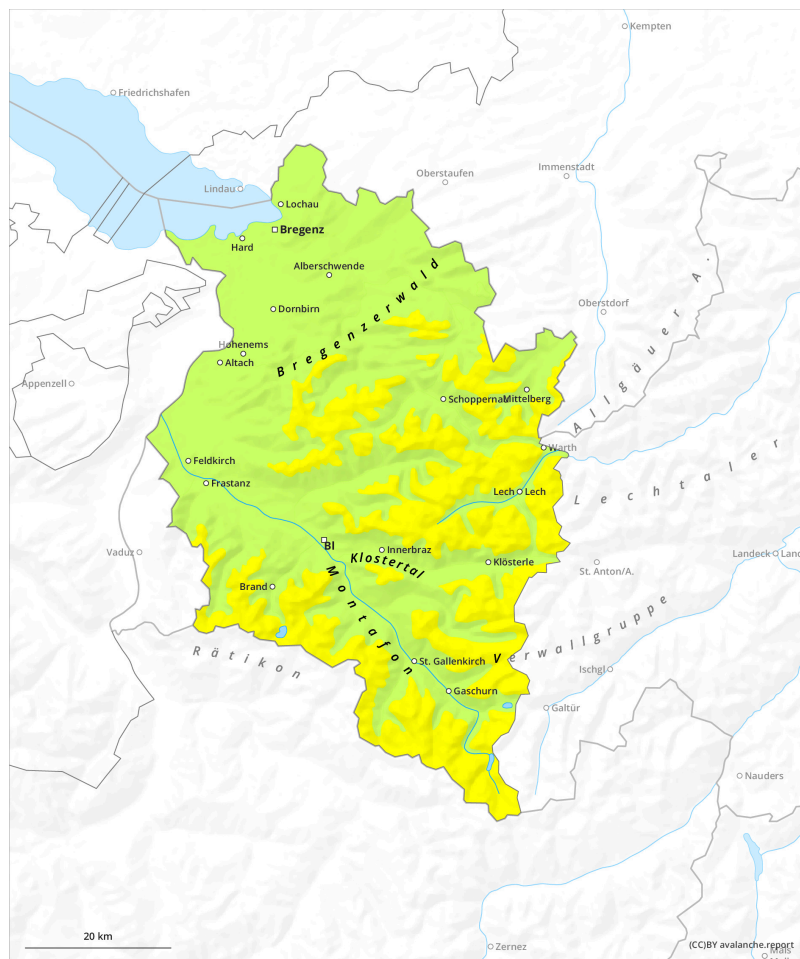 Kempten
Friedrichshafen
Immenstadt
Oberstaufen
Lindau
Lochau
Bregenz
Hard
Alberschwende
Bregenzerwald
Allgäuer A.
Oberstdorf
Dornbirn
Hohenems
Altach
Appenzell
Schoppernau
Mittelberg
Warth
Lechtaler
Feldkirch
Frastanz
Lech
Lech
Vaduz
Bl
Innerbraz
Klostertal
Klösterle
Landeck
Land
St. Anton/A.
Brand
Montafon
Verwallgruppe
Rätikon
St. Gallenkirch
Ischgl
Gaschurn
Galtür
Nauders
20 km
Zernez
(CC)BY avalanche.report
Mals